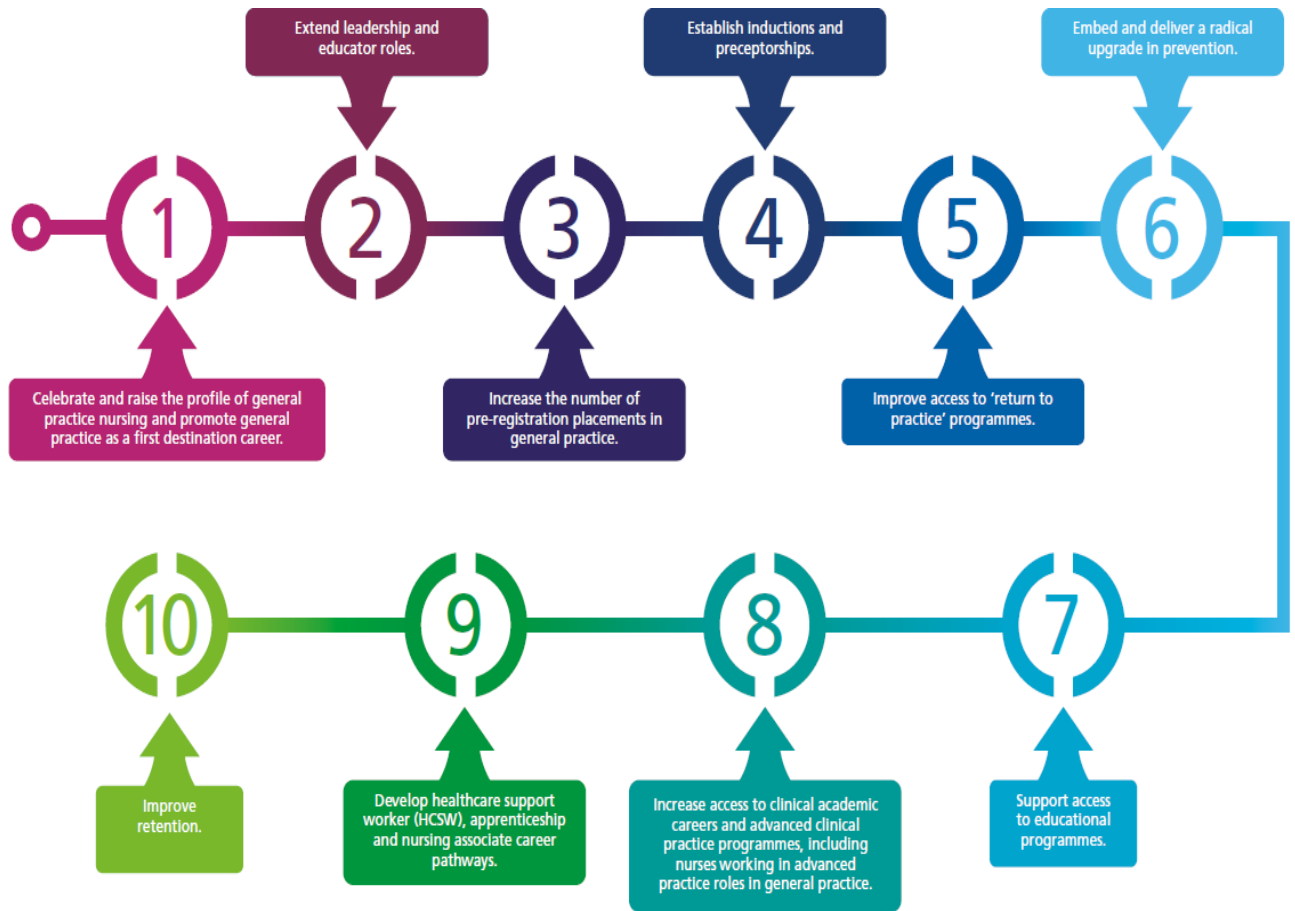 Extend leadership and
educator roles.
Establish inductions and
preceptorships.
Embed and deliver a radical
upgrade in prevention.
1
2
3
4
5
6
Celebrate and raise the profile of general
practice nursing and promote general
practice as a first destination career.
Increase the number of
pre-registration placements in
general practice.
Improve access to ‘return to
practice’ programmes.
10
9
8
7
Improve
retention.
Develop healthcare support
worker (HCSW), apprenticeship
and nursing associate career
pathways.
Increase access to clinical academic
careers and advanced clinical
practice programmes, including
nurses working in advanced
practice roles in general practice.
Support access
to educational
programmes.